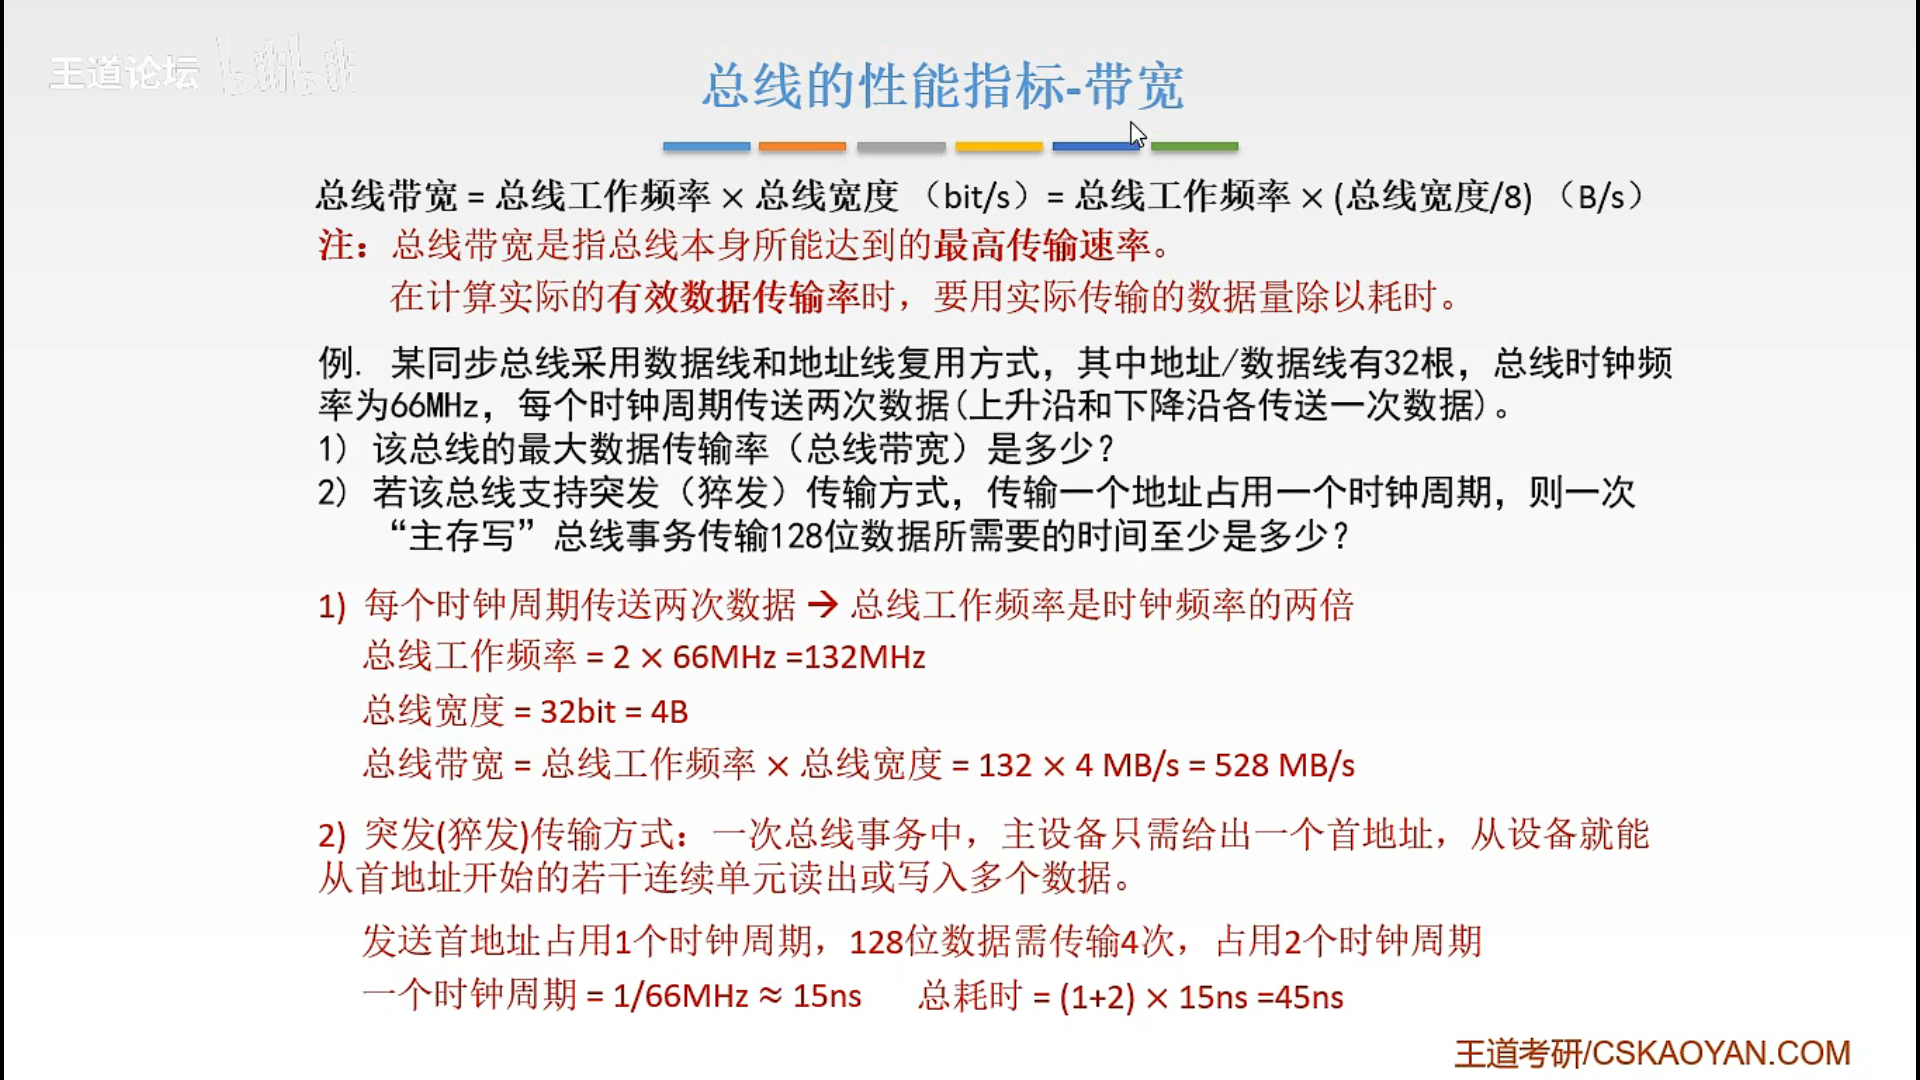 王道论坛 bilibili
总线的性能指标-带宽
总线带宽 = 总线工作频率 × 总线宽度 （bit/s）= 总线工作频率 × (总线宽度/8) （B/s）
注：总线带宽是指总线本身所能达到的最高传输速率。
在计算实际的有效数据传输率时，要用实际传输的数据量除以耗时。
例. 某同步总线采用数据线和地址线复用方式，其中地址/数据线有32根，总线时钟频
率为66MHz，每个时钟周期传送两次数据(上升沿和下降沿各传送一次数据)。
1) 该总线的最大数据传输率（总线带宽）是多少？
2) 若该总线支持突发（猝发）传输方式，传输一个地址占用一个时钟周期，则一次
“主存写”总线事务传输128位数据所需要的时间至少是多少？
1) 每个时钟周期传送两次数据 → 总线工作频率是时钟频率的两倍
总线工作频率 = 2 × 66MHz =132MHz
总线宽度 = 32bit = 4B
总线带宽 = 总线工作频率 × 总线宽度 = 132 × 4 MB/s = 528 MB/s
2) 突发(猝发)传输方式：一次总线事务中，主设备只需给出一个首地址，从设备就能
从首地址开始的若干连续单元读出或写入多个数据。
发送首地址占用1个时钟周期，128位数据需传输4次，占用2个时钟周期
一个时钟周期 = 1/66MHz ≈ 15ns 总耗时 = (1+2) × 15ns =45ns
王道考研/CSKAOYAN.COM